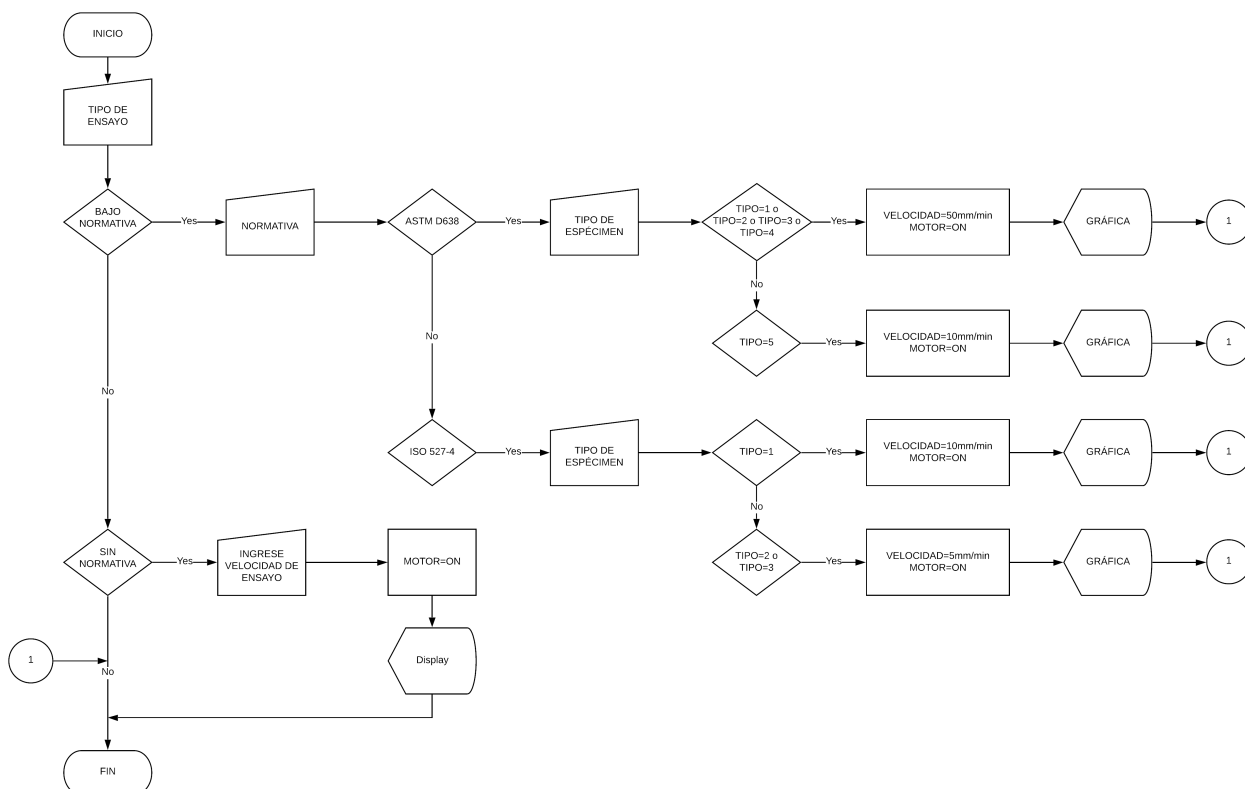 INICIO
TIPO DE
ENSAYO
BAJO
NORMATIVA
Yes
NORMATIVA
ASTM D638
Yes
TIPO DE
ESPÉCIMEN
TIPO=1 o
TIPO=2 o TIPO=3 o
TIPO=4
Yes
VELOCIDAD=50mm/min
MOTOR=ON
GRÁFICA
1
No
TIPO=5
Yes
VELOCIDAD=10mm/min
MOTOR=ON
GRÁFICA
1
No
No
ISO 527-4
Yes
TIPO DE
ESPÉCIMEN
TIPO=1
Yes
VELOCIDAD=10mm/min
MOTOR=ON
GRÁFICA
1
No
TIPO=2 o
TIPO=3
Yes
VELOCIDAD=5mm/min
MOTOR=ON
GRÁFICA
1
SIN
NORMATIVA
Yes
INGRESE
VELOCIDAD DE
ENSAYO
MOTOR=ON
Display
1
No
FIN